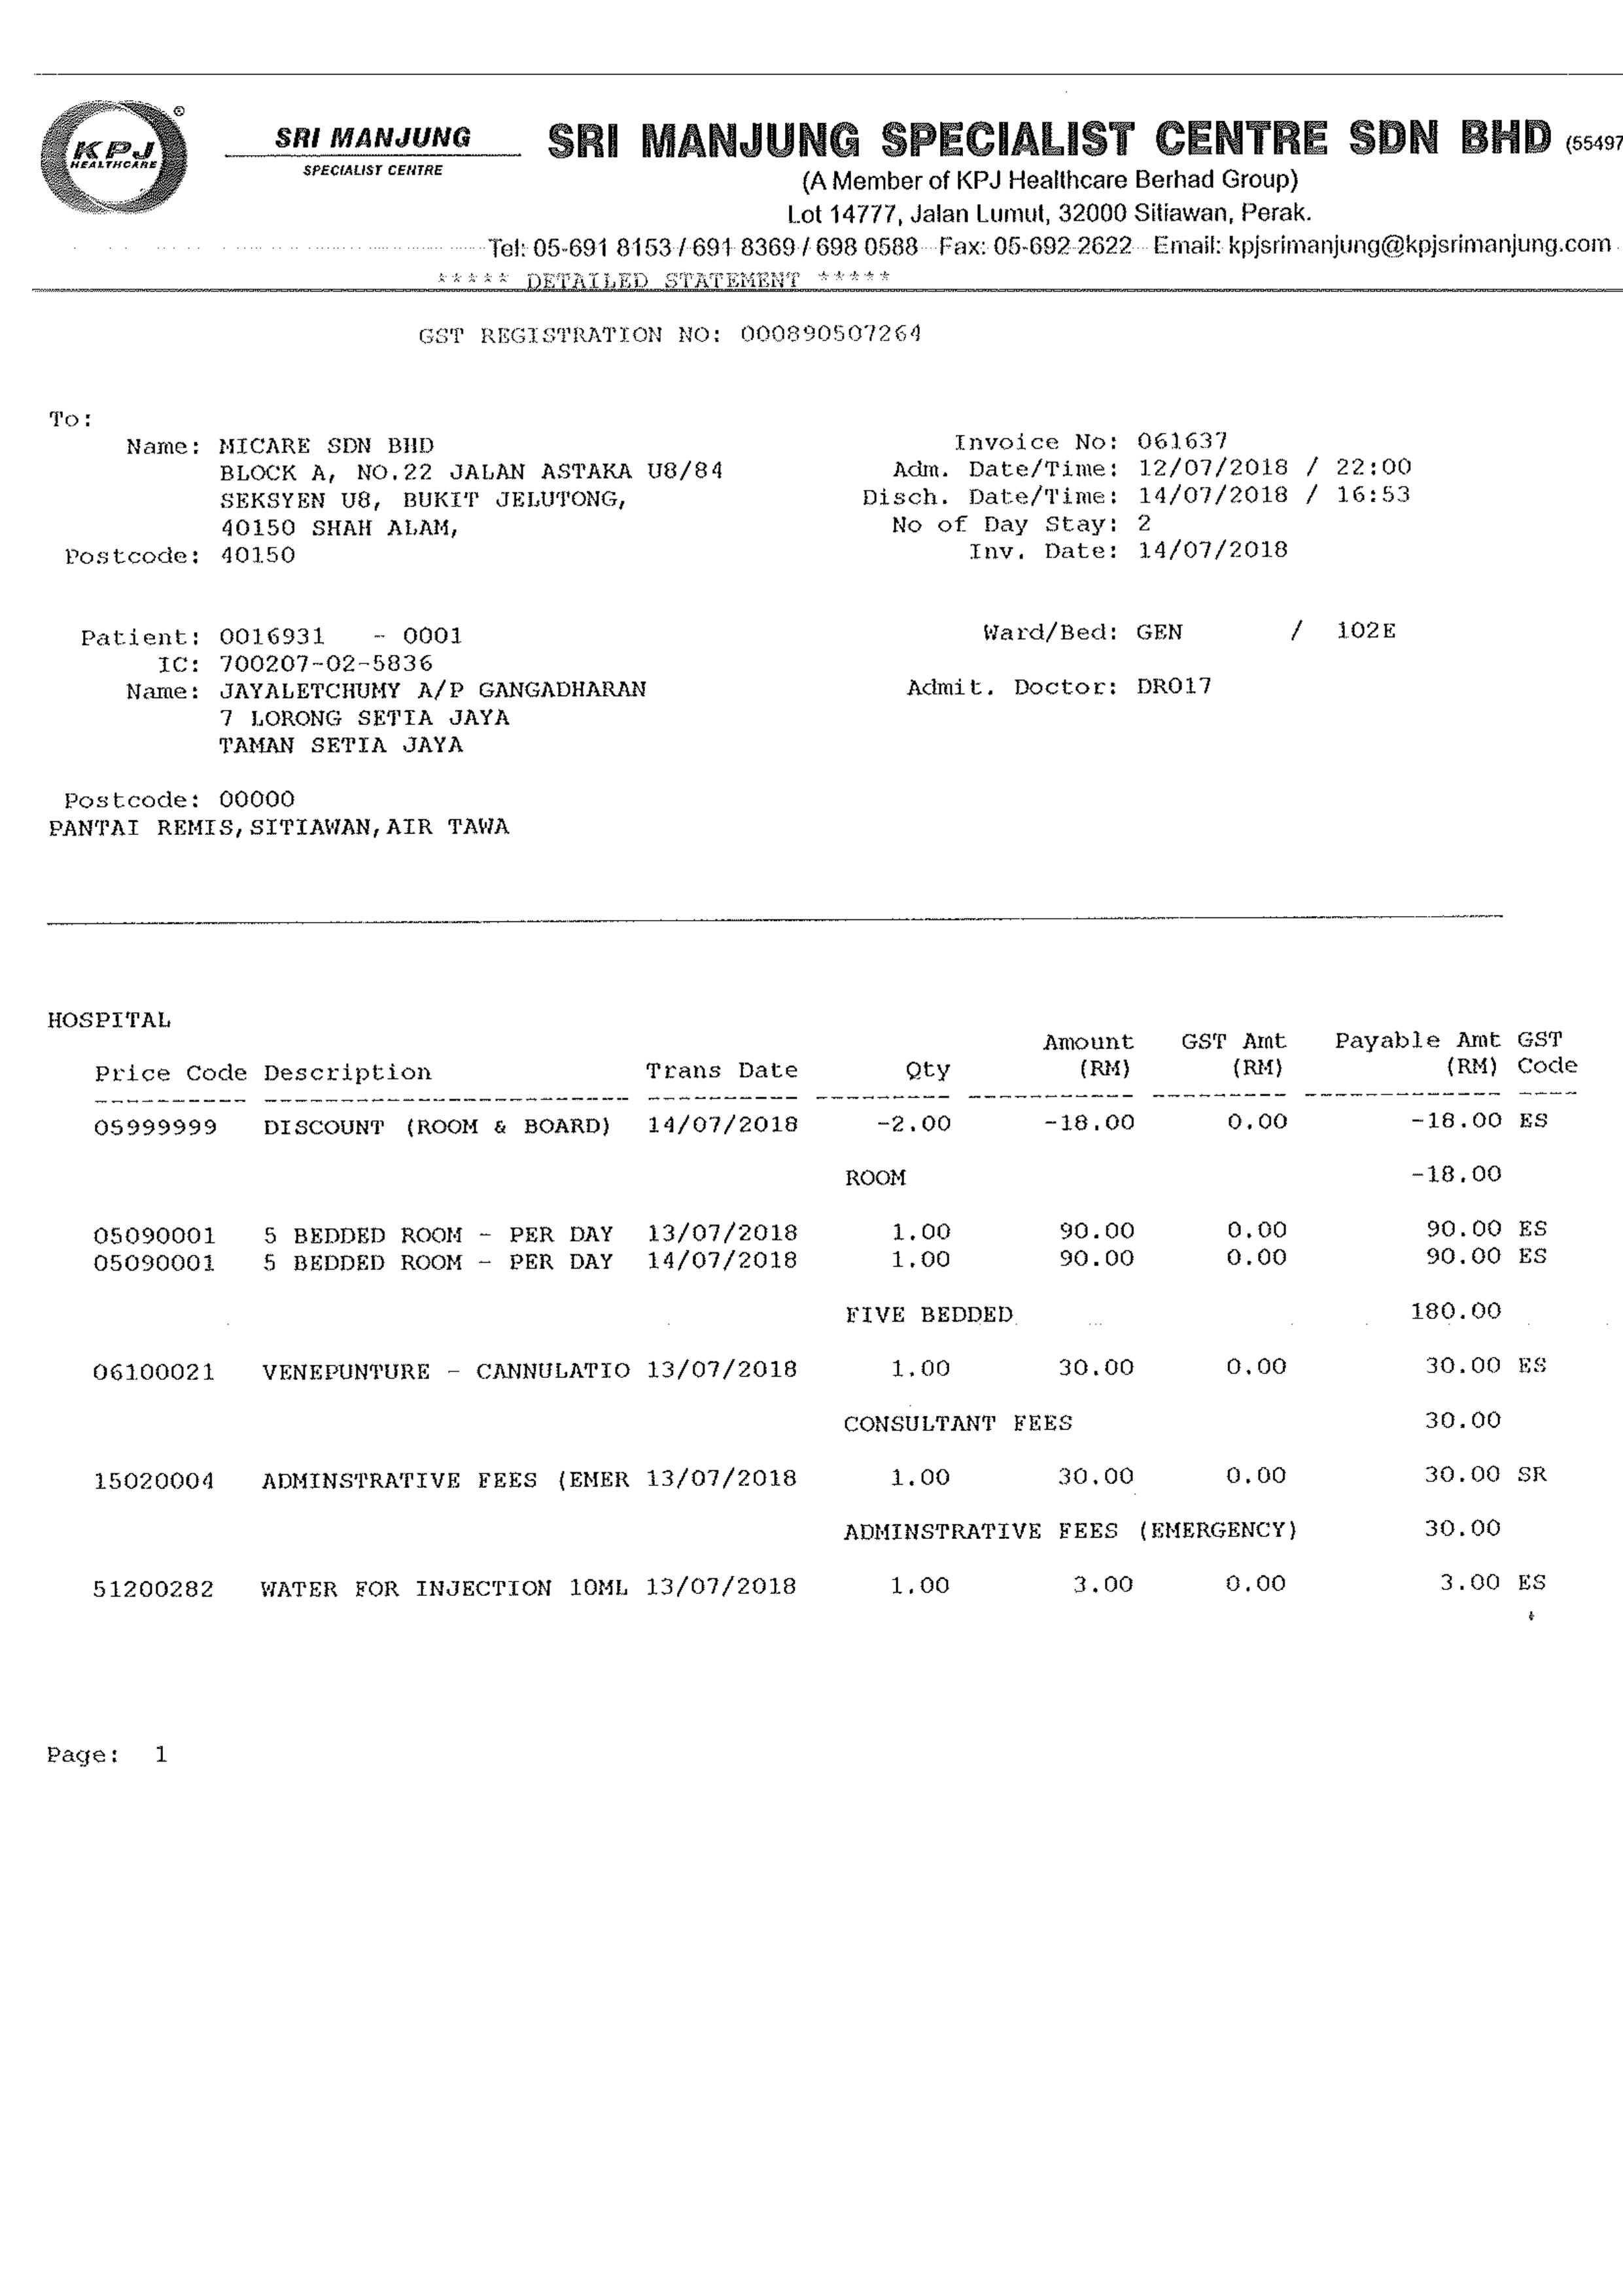 KPJ ®
HEALTHCARE
SRI MANJUNG
SPECIALIST CENTRE
SRI MANJUNG SPECIALIST CENTRE SDN BHD (55497
(A Member of KPJ Healthcare Berhad Group)
Lot 14777, Jalan Lumut, 32000 Sitiawan, Perak.
Tel: 05-691 8153 / 691 8369 / 698 0588 Fax: 05-692 2622 Email: kpjsrimanjung@kpjsrimanjung.com
***** DETAILED STATEMENT *****
GST REGISTRATION NO: 000890507264
To:
Name: MICARE SDN BHD Invoice No: 061637
BLOCK A, NO.22 JALAN ASTAKA U8/84 Adm. Date/Time: 12/07/2018 / 22:00
SEKSYEN U8, BUKIT JELUTONG, Disch. Date/Time: 14/07/2018 / 16:53
40150 SHAH ALAM, No of Day Stay: 2
Postcode: 40150 Inv. Date: 14/07/2018
Patient: 0016931 - 0001 Ward/Bed: GEN / 102E
IC: 700207-02-5836
Name: JAYALETCHUMY A/P GANGADHARAN Admit. Doctor: DR017
7 LORONG SETIA JAYA
TAMAN SETIA JAYA
Postcode: 00000
PANTAI REMIS,SITIAWAN,AIR TAWA
HOSPITAL
Amount GST Amt Payable Amt GST
Price Code Description Trans Date Qty (RM) (RM) (RM) Code
05999999 DISCOUNT (ROOM & BOARD) 14/07/2018 -2.00 -18.00 0.00 -18.00 ES
ROOM -18.00
05090001 5 BEDDED ROOM - PER DAY 13/07/2018 1.00 90.00 0.00 90.00 ES
05090001 5 BEDDED ROOM - PER DAY 14/07/2018 1.00 90.00 0.00 90.00 ES
FIVE BEDDED 180.00
06100021 VENEPUNTURE - CANNULATIO 13/07/2018 1.00 30.00 0.00 30.00 ES
CONSULTANT FEES 30.00
15020004 ADMINSTRATIVE FEES (EMER 13/07/2018 1.00 30.00 0.00 30.00 SR
ADMINSTRATIVE FEES (EMERGENCY) 30.00
51200282 WATER FOR INJECTION 10ML 13/07/2018 1.00 3.00 0.00 3.00 ES
Page: 1